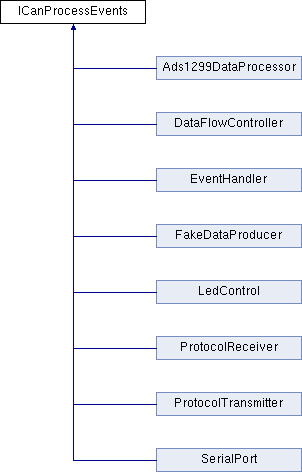 ICanProcessEvents
Ads1299DataProcessor
DataFlowController
EventHandler
FakeDataProducer
LedControl
ProtocolReceiver
ProtocolTransmitter
SerialPort